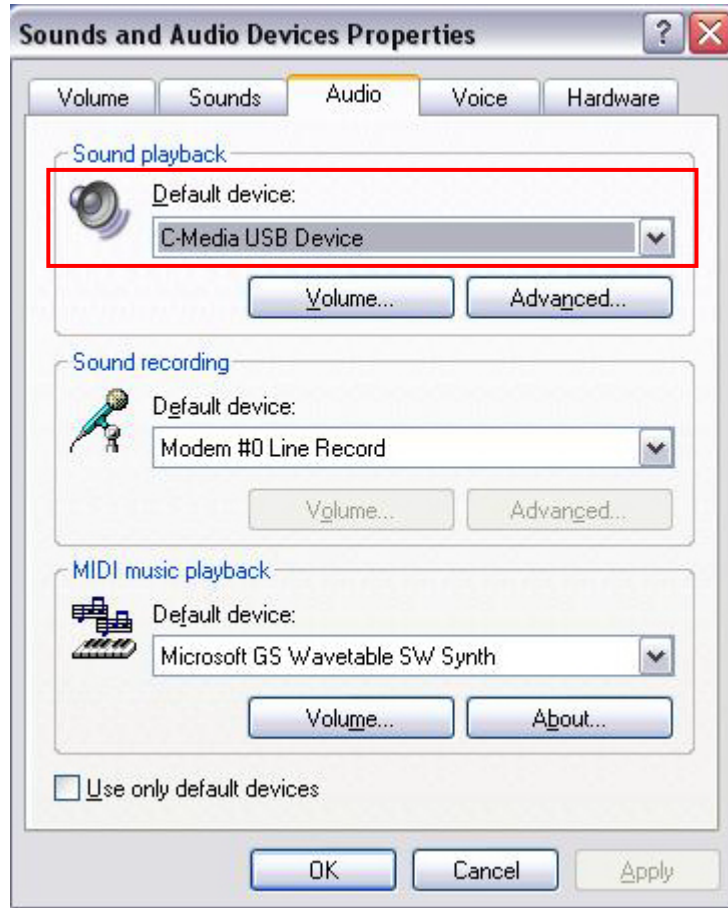 Sounds and Audio Devices Properties
Volume Sounds Audio Voice Hardware
Sound playback
Default device:
C-Media USB Device
Volume... Advanced...
Sound recording
Default device:
Modem #0 Line Record
Volume... Advanced...
MIDI music playback
Default device:
Microsoft GS Wavetable SW Synth
Volume... About...
Use only default devices
OK Cancel Apply